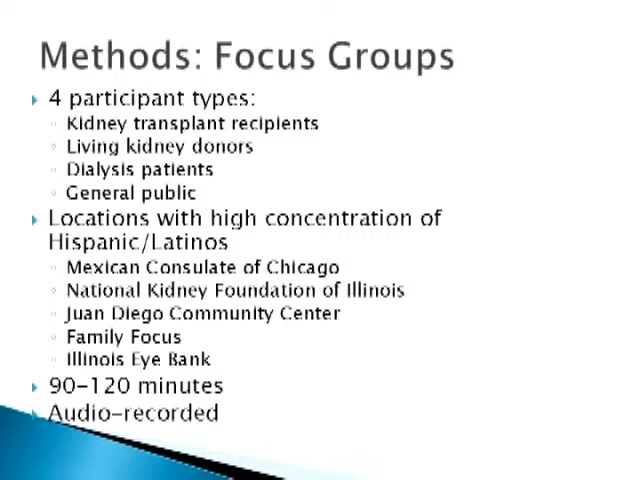 Methods: Focus Groups
4 participant types:
Kidney transplant recipients
Living kidney donors
Dialysis patients
General public
Locations with high concentration of
Hispanic/Latinos
Mexican Consulate of Chicago
National Kidney Foundation of Illinois
Juan Diego Community Center
Family Focus
Illinois Eye Bank
90-120 minutes
Audio-recorded